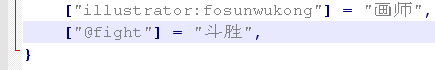 ["illustrator:fosunwukong"] = "画师",
["@fight"] = "斗胜",
}